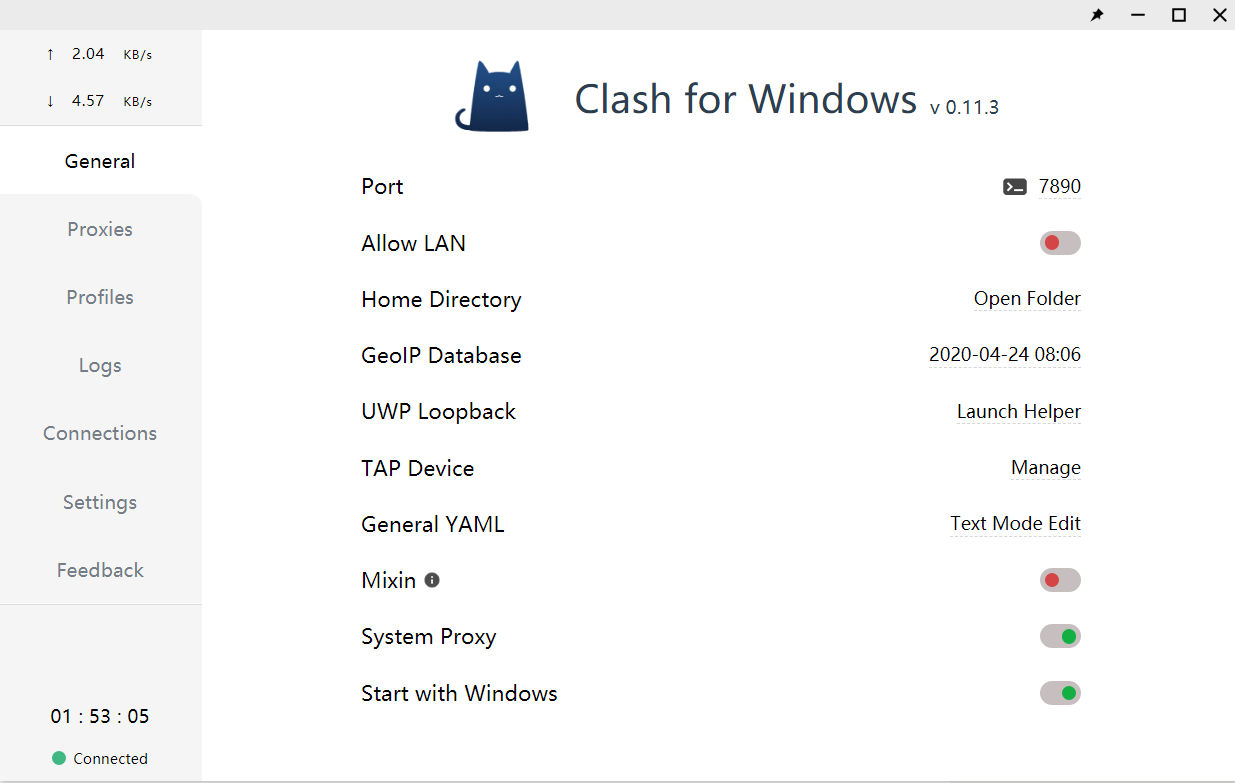 ↑ 2.04 KB/s
↓ 4.57 KB/s
General
Proxies
Profiles
Logs
Connections
Settings
Feedback
01 : 53 : 05
Connected
Clash for Windows v 0.11.3
Port 7890
Allow LAN
Home Directory Open Folder
GeoIP Database 2020-04-24 08:06
UWP Loopback Launch Helper
TAP Device Manage
General YAML Text Mode Edit
Mixin
System Proxy
Start with Windows